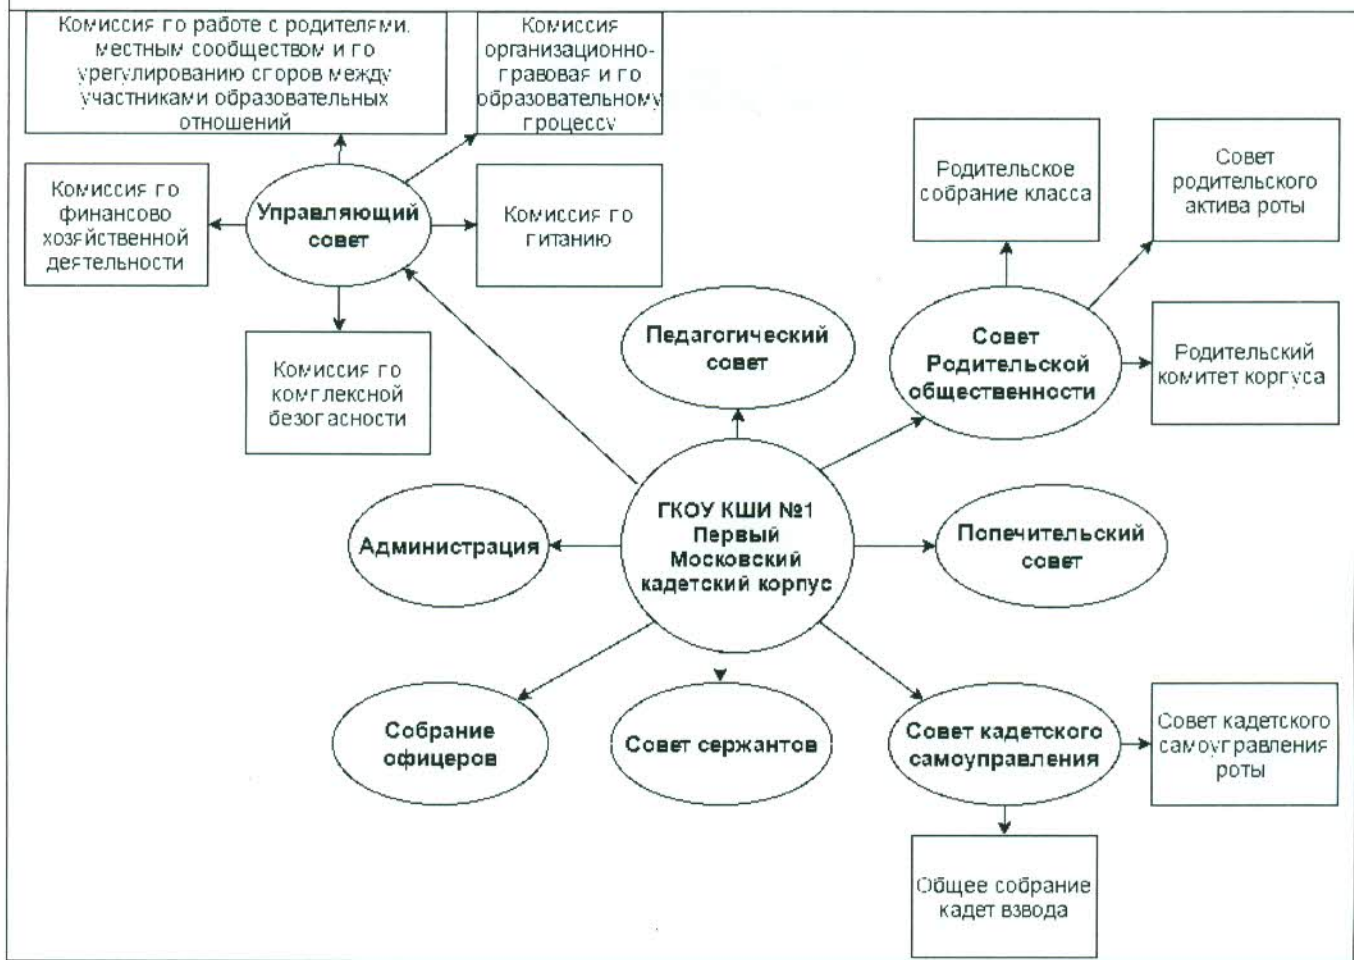 Комиссия по работе с родителями,
местным сообществом и по
урегулированию споров между
участниками образовательных
отношений
Комиссия
организационно-
правовая и по
образовательному
процессу
Комиссия по
финансово
хозяйственной
деятельности
Управляющий
совет
Комиссия по
питанию
Комиссия по
комплексной
безопасности
Родительское
собрание класса
Совет
родительского
актива роты
Педагогический
совет
Совет
Родительской
общественности
Родительский
комитет корпуса
Администрация
ГКОУ КШИ №1
Первый
Московский
кадетский корпус
Попечительский
совет
Собрание
офицеров
Совет сержантов
Совет кадетского
самоуправления
Совет кадетского
самоуправления
роты
Общее собрание
кадет взвода